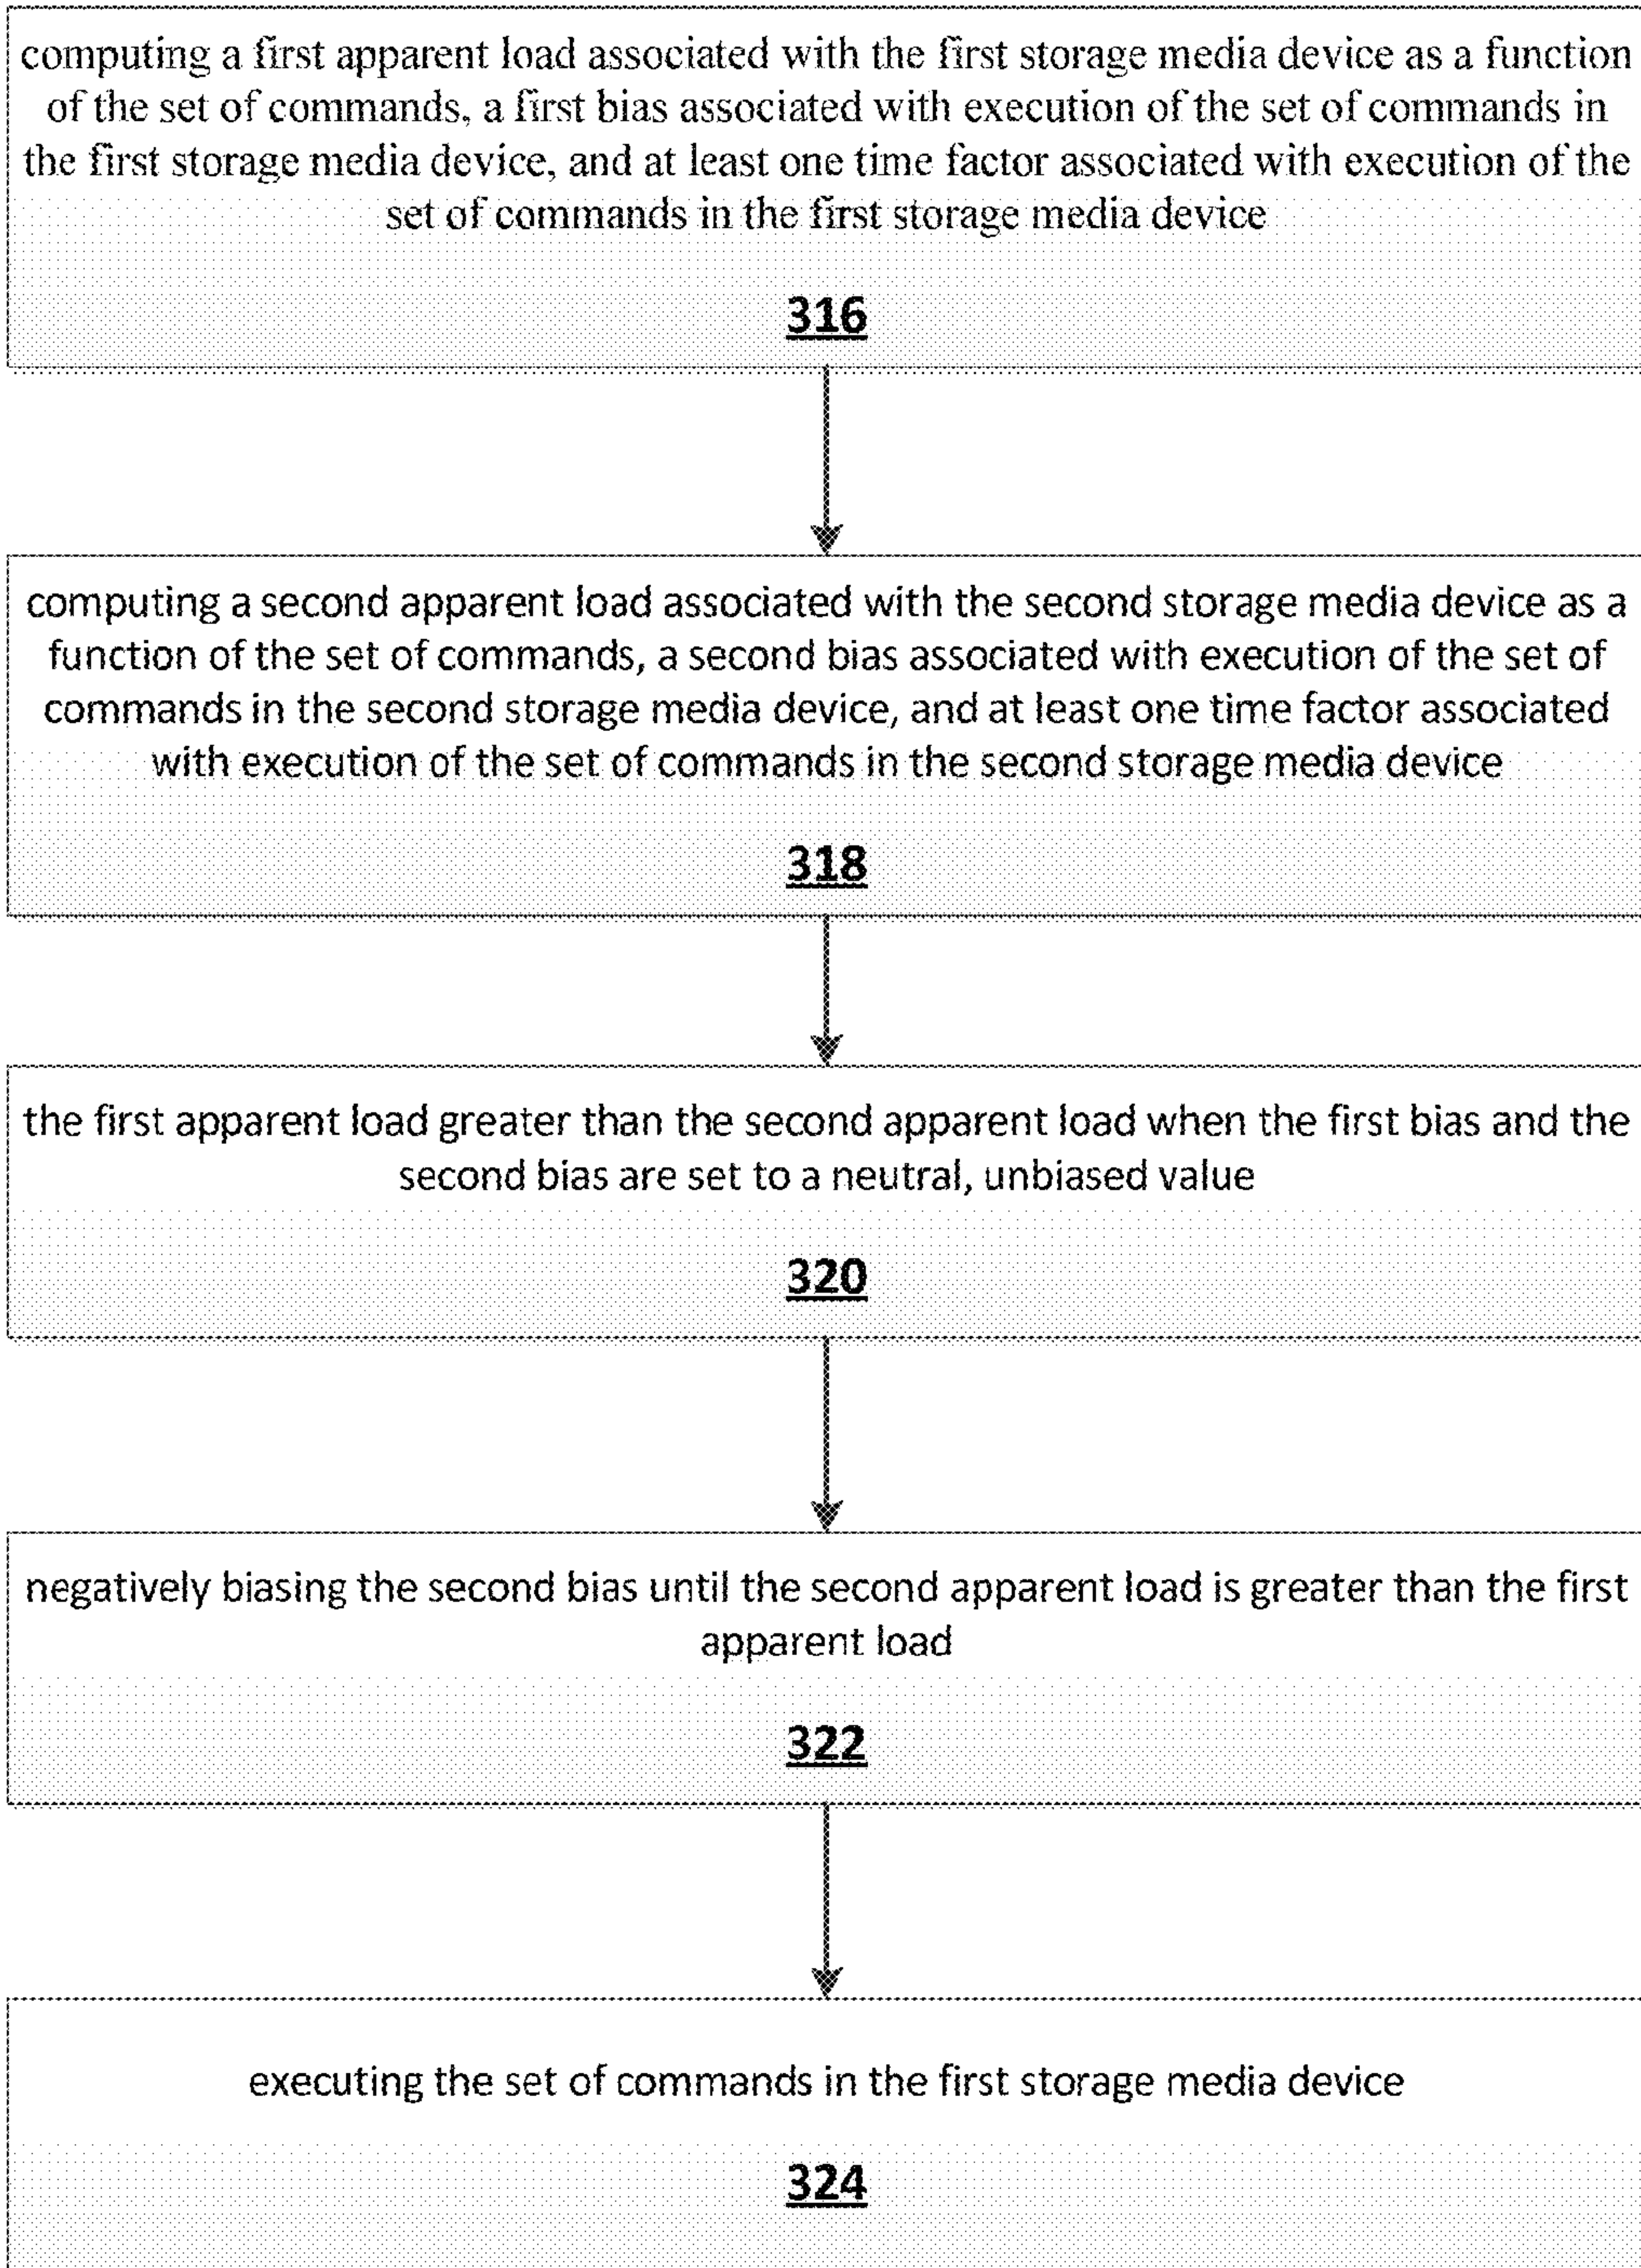 computing a first apparent load associated with the first storage media device as a function
of the set of commands, a first bias associated with execution of the set of commands in
the first storage media device, and at least one time factor associated with execution of the
set of commands in the first storage media device
316
computing a second apparent load associated with the second storage media device as a
function of the set of commands, a second bias associated with execution of the set of
commands in the second storage media device, and at least one time factor associated
with execution of the set of commands in the second storage media device
318
the first apparent load greater than the second apparent load when the first bias and the
second bias are set to a neutral, unbiased value
320
negatively biasing the second bias until the second apparent load is greater than the first
apparent load
322
executing the set of commands in the first storage media device
324